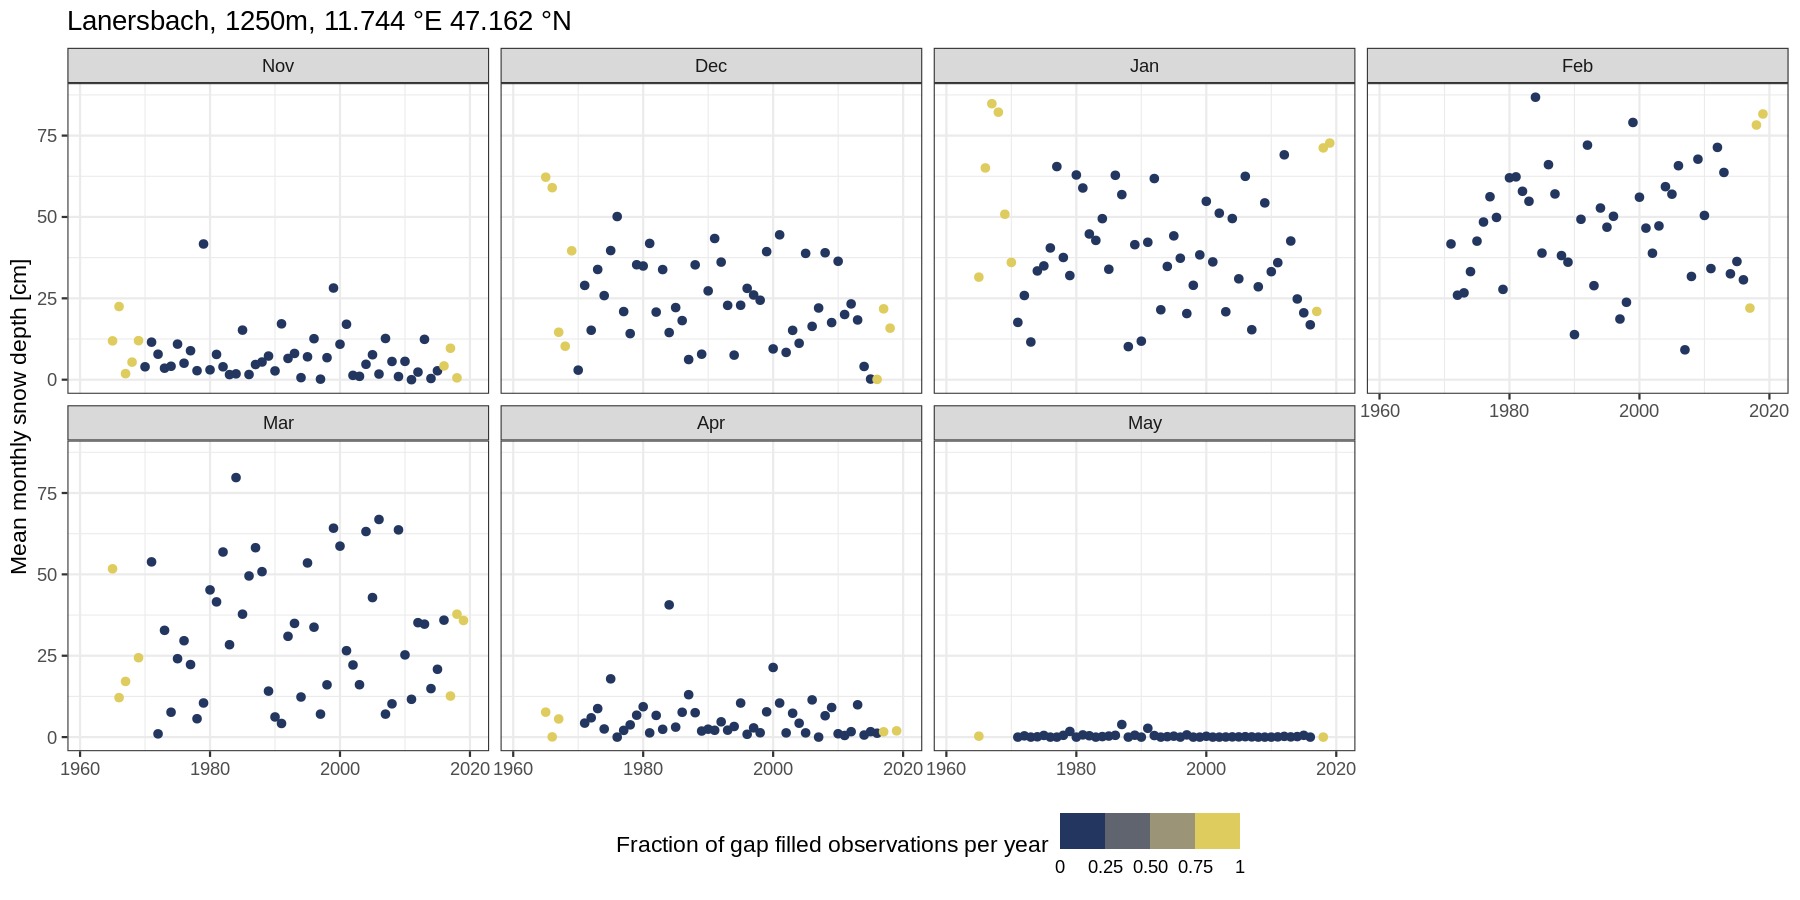 Lanersbach, 1250m, 11.744 °E 47.162 °N
Nov Dec Jan Feb
75
50
25
0
1960 1980 2000 2020
Mar Apr May
75
50
25
0
1960 1980 2000 2020 1960 1980 2000 2020 1960 1980 2000 2020
Mean monthly snow depth [cm]
Fraction of gap filled observations per year
0 0.25 0.50 0.75 1